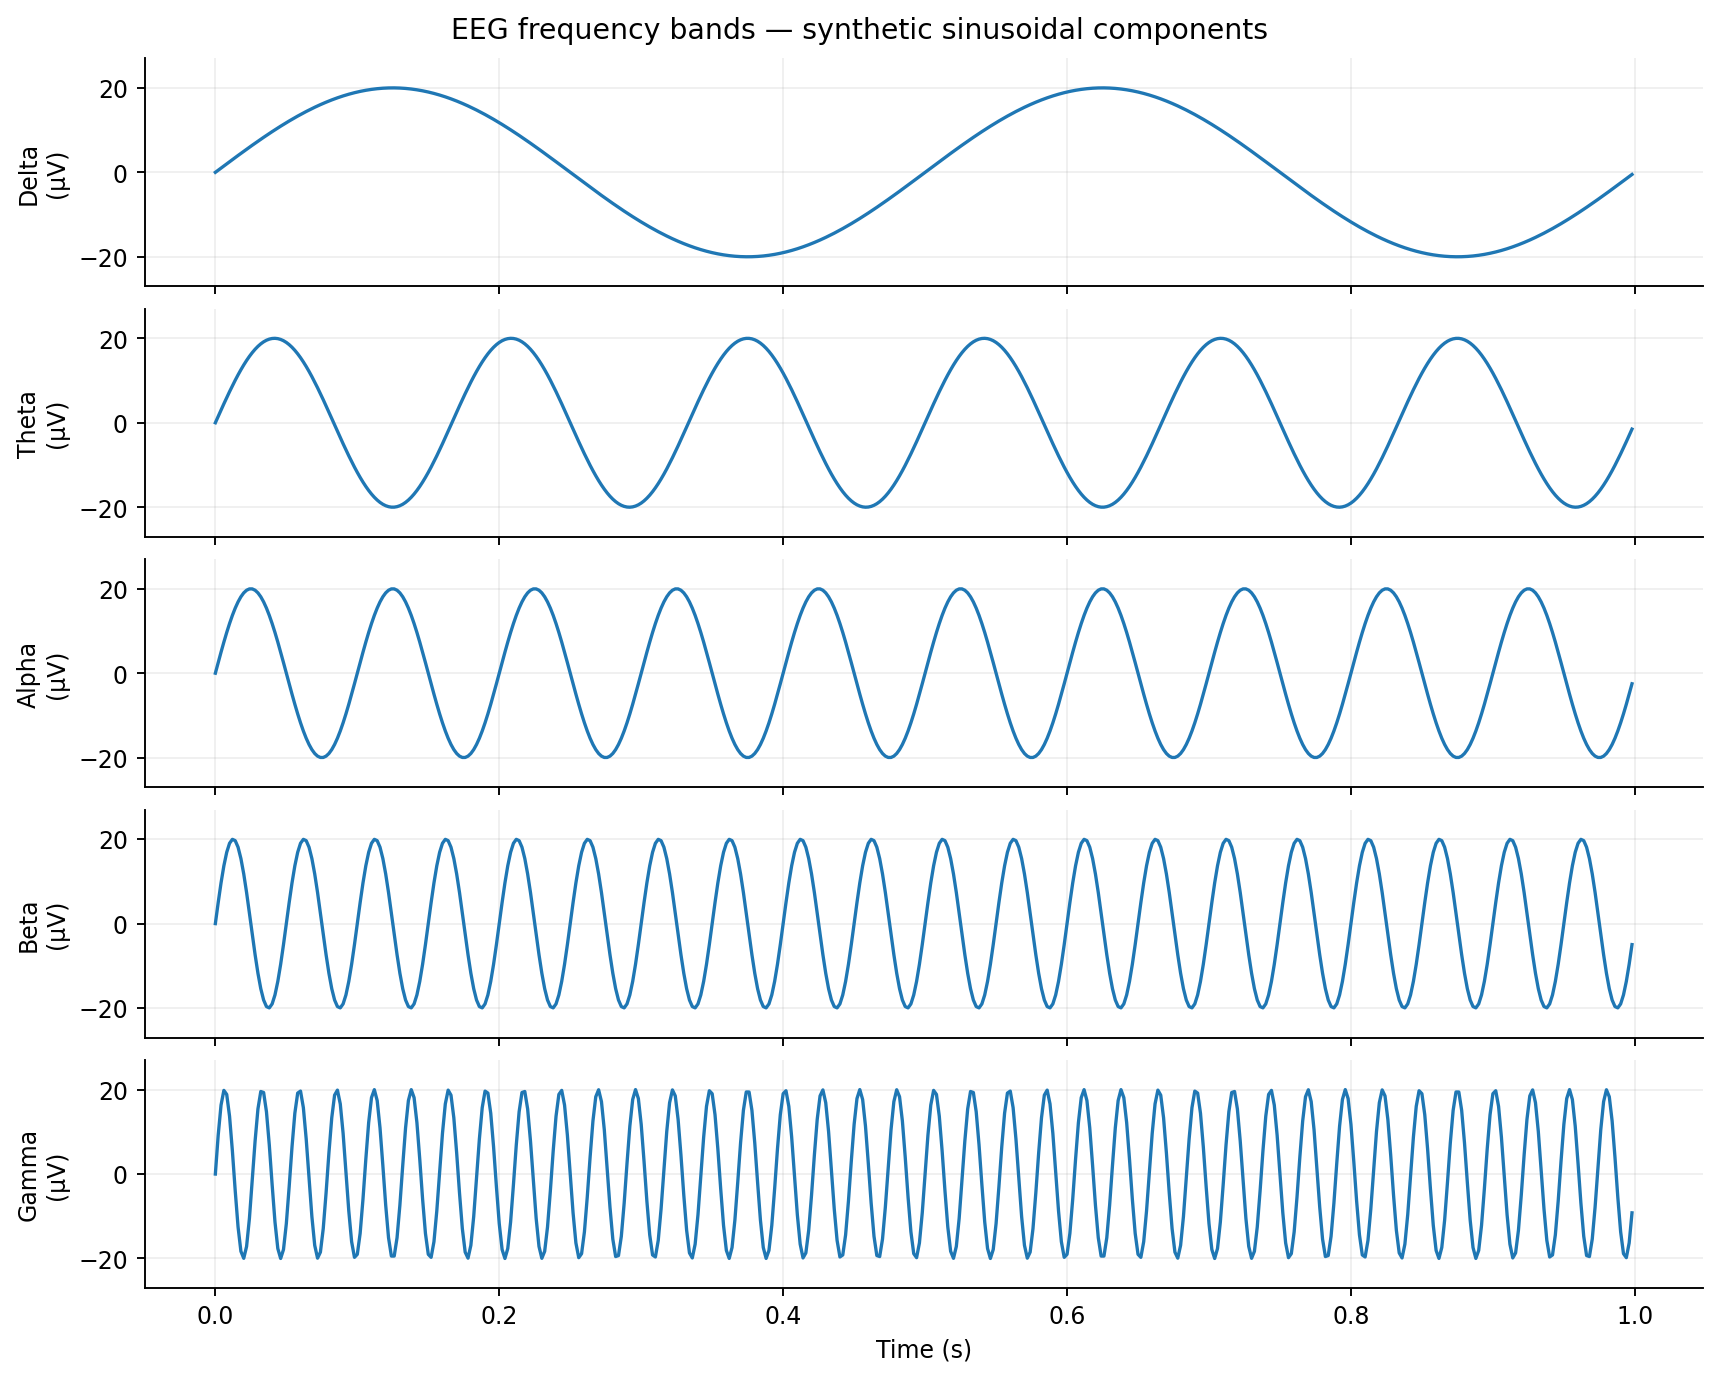 EEG frequency bands — synthetic sinusoidal components
20
0
−20
Delta
(µV)
20
0
−20
Theta
(µV)
20
0
−20
Alpha
(µV)
20
0
−20
Beta
(µV)
20
0
−20
Gamma
(µV)
0.0 0.2 0.4 0.6 0.8 1.0
Time (s)